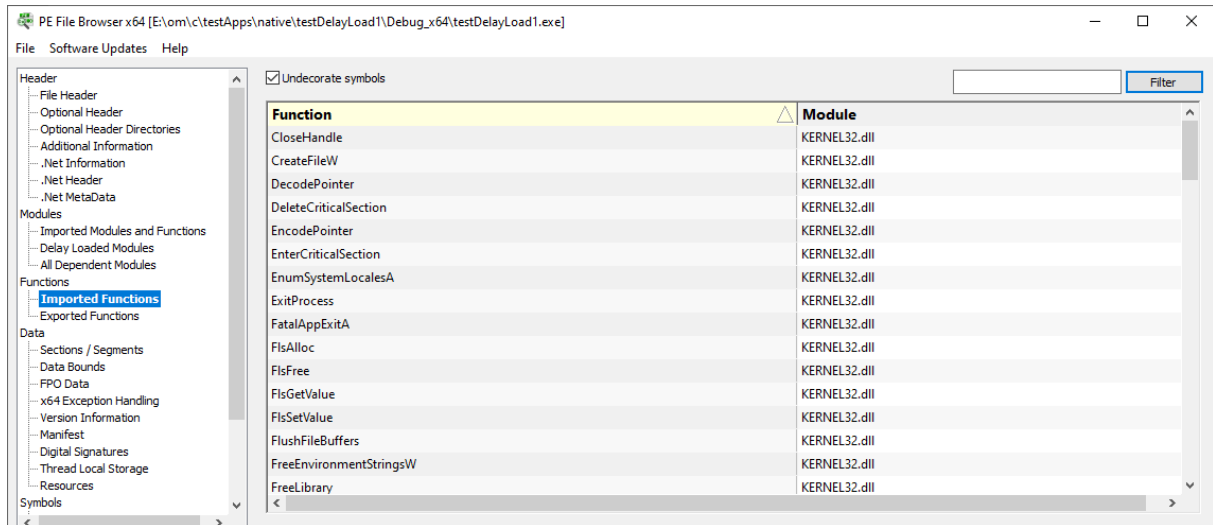 PE File Browser x64 [E:\om\c\testApps\native\testDelayLoad1\Debug_x64\testDelayLoad1.exe]
File Software Updates Help
Header
File Header
Optional Header
Optional Header Directories
Additional Information
.Net Information
.Net Header
.Net MetaData
Modules
Imported Modules and Functions
Delay Loaded Modules
All Dependent Modules
Functions
Imported Functions
Exported Functions
Data
Sections / Segments
Data Bounds
FPO Data
x64 Exception Handling
Version Information
Manifest
Digital Signatures
Thread Local Storage
Resources
Symbols
Undecorate symbols
Filter
Function Module
CloseHandle KERNEL32.dll
CreateFileW KERNEL32.dll
DecodePointer KERNEL32.dll
DeleteCriticalSection KERNEL32.dll
EncodePointer KERNEL32.dll
EnterCriticalSection KERNEL32.dll
EnumSystemLocalesA KERNEL32.dll
ExitProcess KERNEL32.dll
FatalAppExitA KERNEL32.dll
FlsAlloc KERNEL32.dll
FlsFree KERNEL32.dll
FlsGetValue KERNEL32.dll
FlsSetValue KERNEL32.dll
FlushFileBuffers KERNEL32.dll
FreeEnvironmentStringsW KERNEL32.dll
FreeLibrary KERNEL32.dll